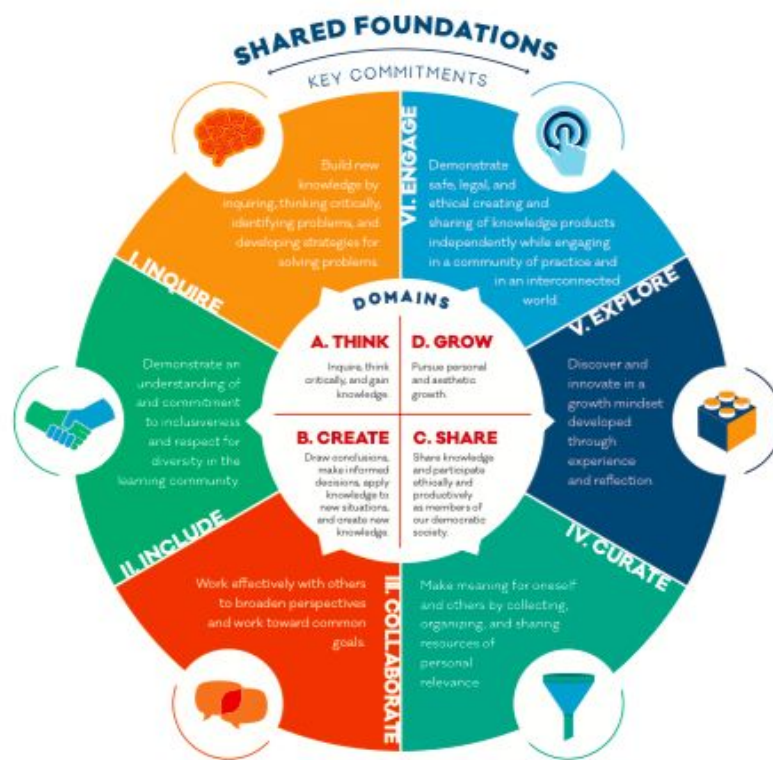 SHARED FOUNDATIONS
KEY COMMITMENTS
I. INQUIRE
Build new
knowledge by
inquiring, thinking critically,
identifying problems, and
developing strategies for
solving problems.
II. INCLUDE
Demonstrate an
understanding of
and commitment
to inclusiveness
and respect for
diversity in the
learning community.
III. COLLABORATE
Work effectively with others
to broaden perspectives
and work toward common
goals.
IV. CURATE
Make meaning for oneself
and others by collecting,
organizing, and sharing
resources of
personal
relevance.
V. EXPLORE
Discover and
innovate in a
growth mindset
developed
through
experience
and reflection.
VI. ENGAGE
Demonstrate
safe, legal, and
ethical creating and
sharing of knowledge products
independently while engaging
in a community of practice and
in an interconnected
world.
DOMAINS
A. THINK
Inquire, think
critically, and gain
knowledge.
B. CREATE
Draw conclusions,
make informed
decisions, apply
knowledge to
new situations,
and create new
knowledge.
C. SHARE
Share knowledge
and participate
ethically and
productively
as members of
our democratic
society.
D. GROW
Pursue personal
and aesthetic
growth.